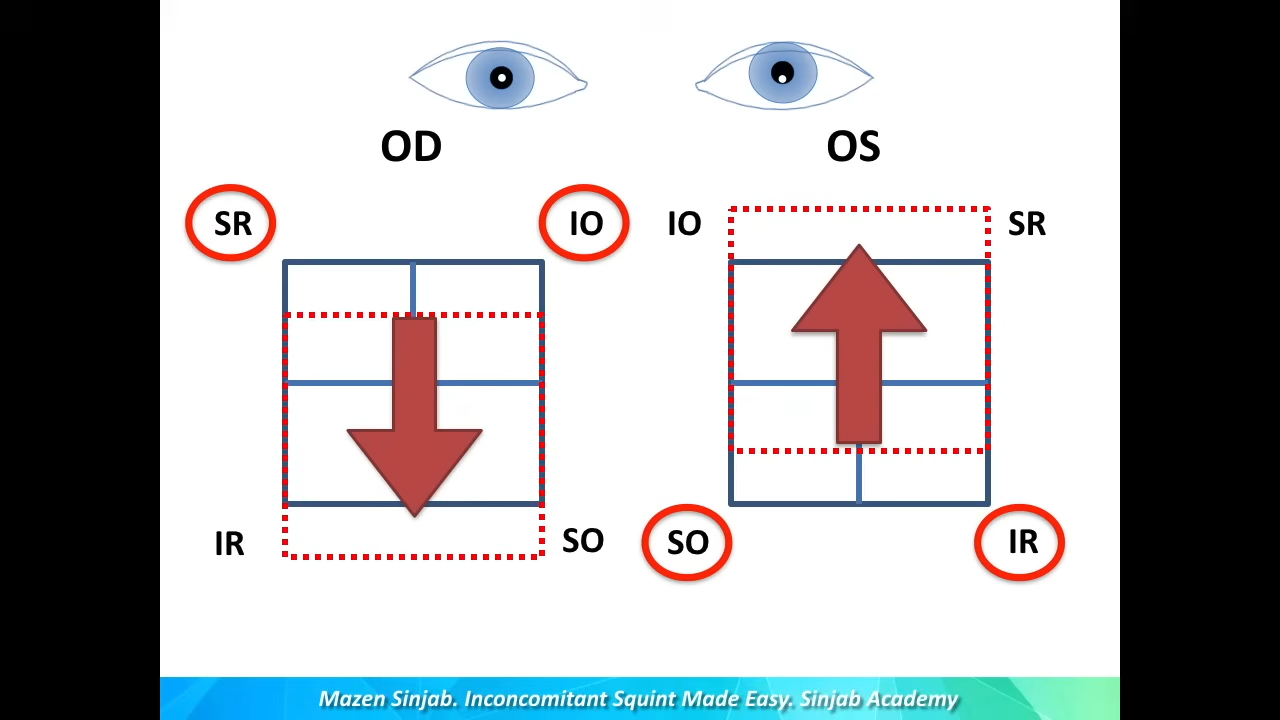 OD
OS
SR
IO
IO
SR
IR
SO
SO
IR
Mazen Sinjab. Inconcomitant Squint Made Easy. Sinjab Academy